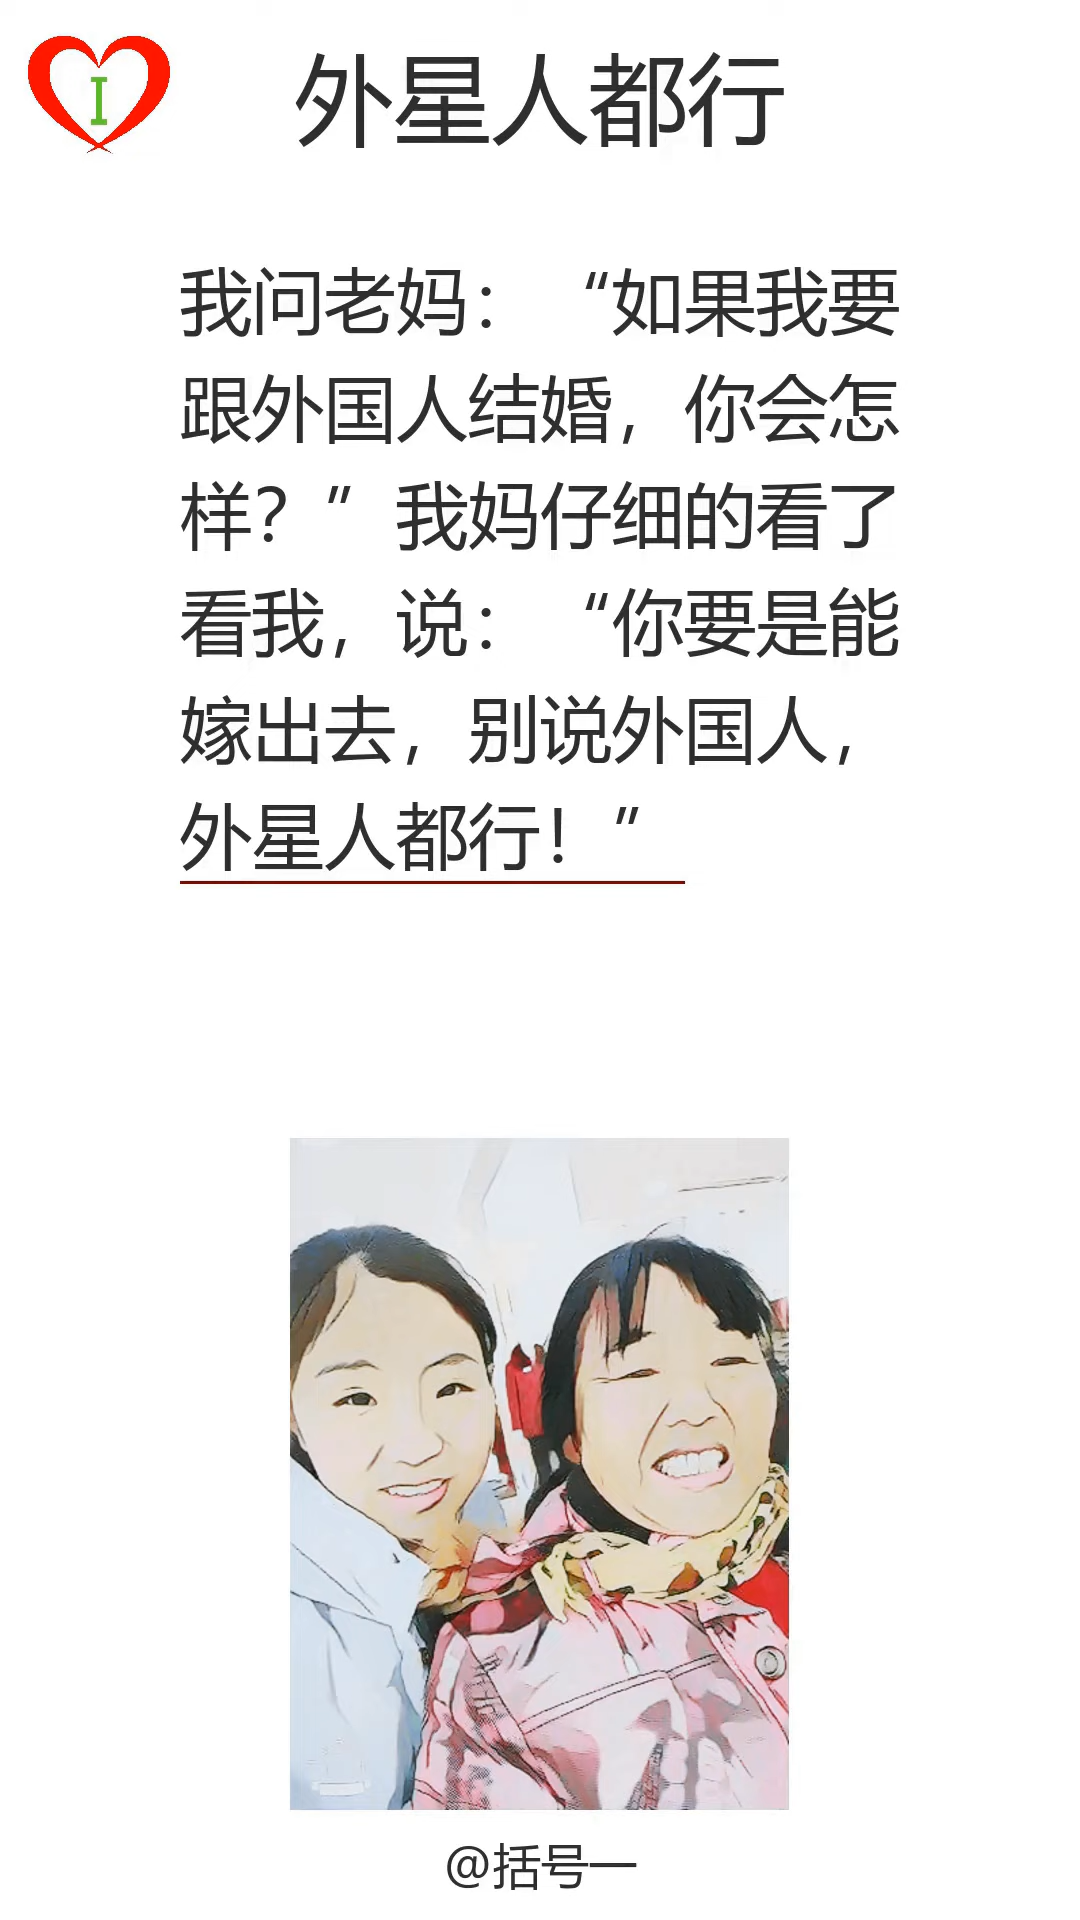 I
外星人都行
我问老妈：“如果我要
跟外国人结婚，你会怎
样？”我妈仔细的看了
看我，说：“你要是能
嫁出去，别说外国人，
外星人都行！”
@括号一